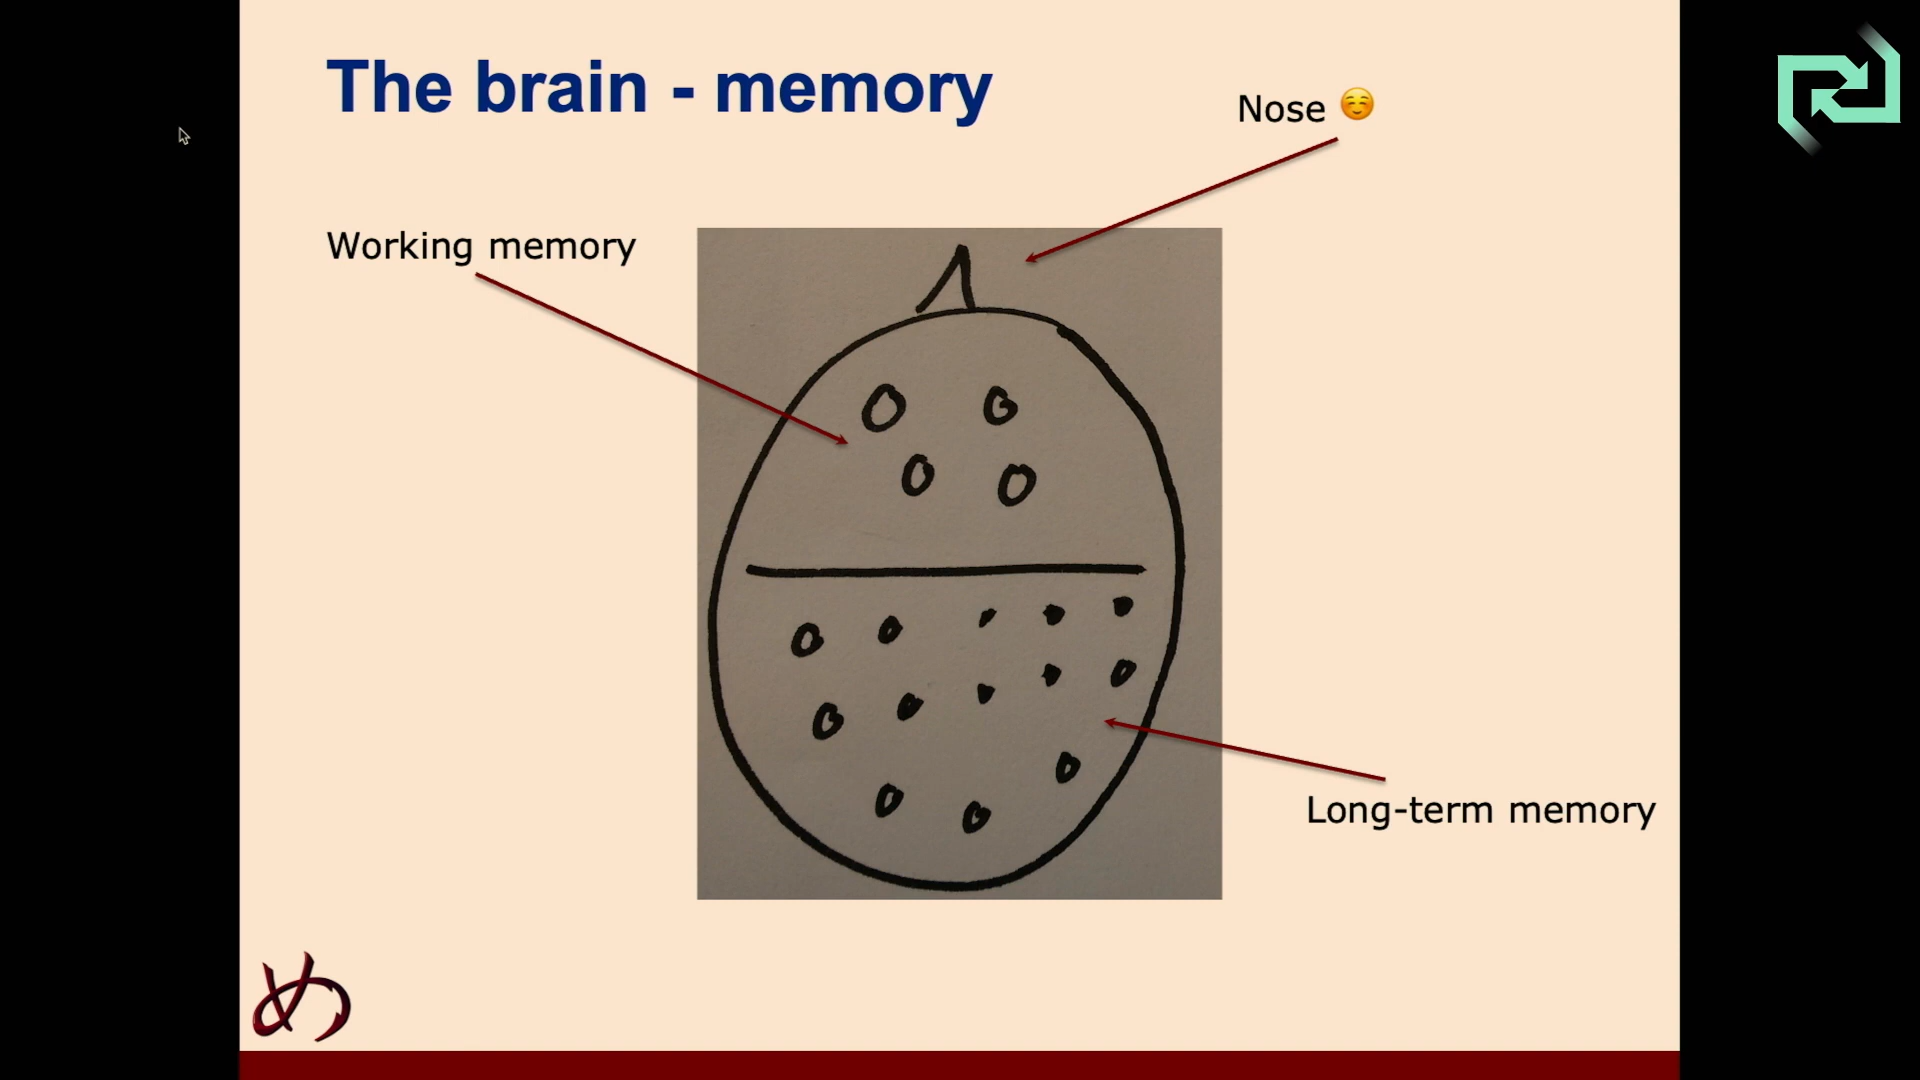 The brain - memory
Nose ☺️
Working memory
Long-term memory
め